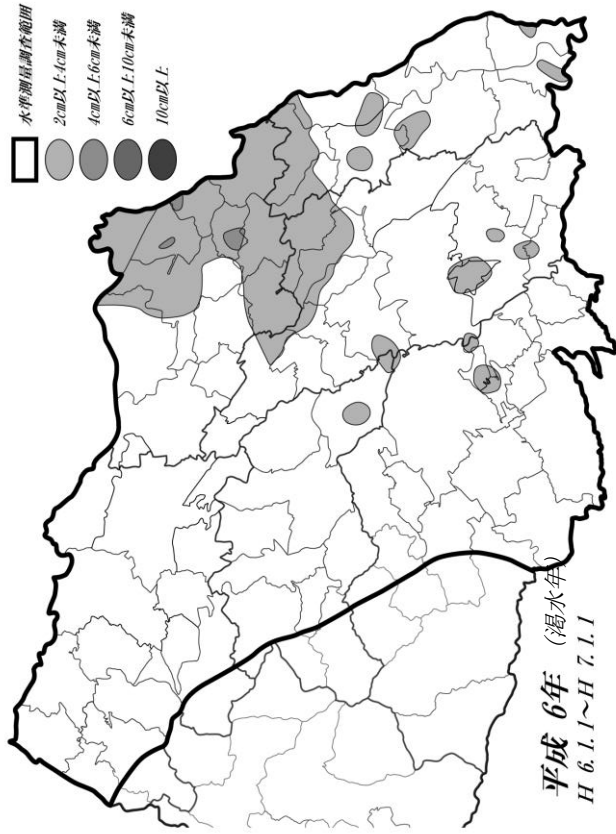 水準測量調査範囲
2cm以上4cm未満
4cm以上6cm未満
6cm以上10cm未満
10cm以上
平成 6年 (渇水年)
H 6.1.1~H 7.1.1